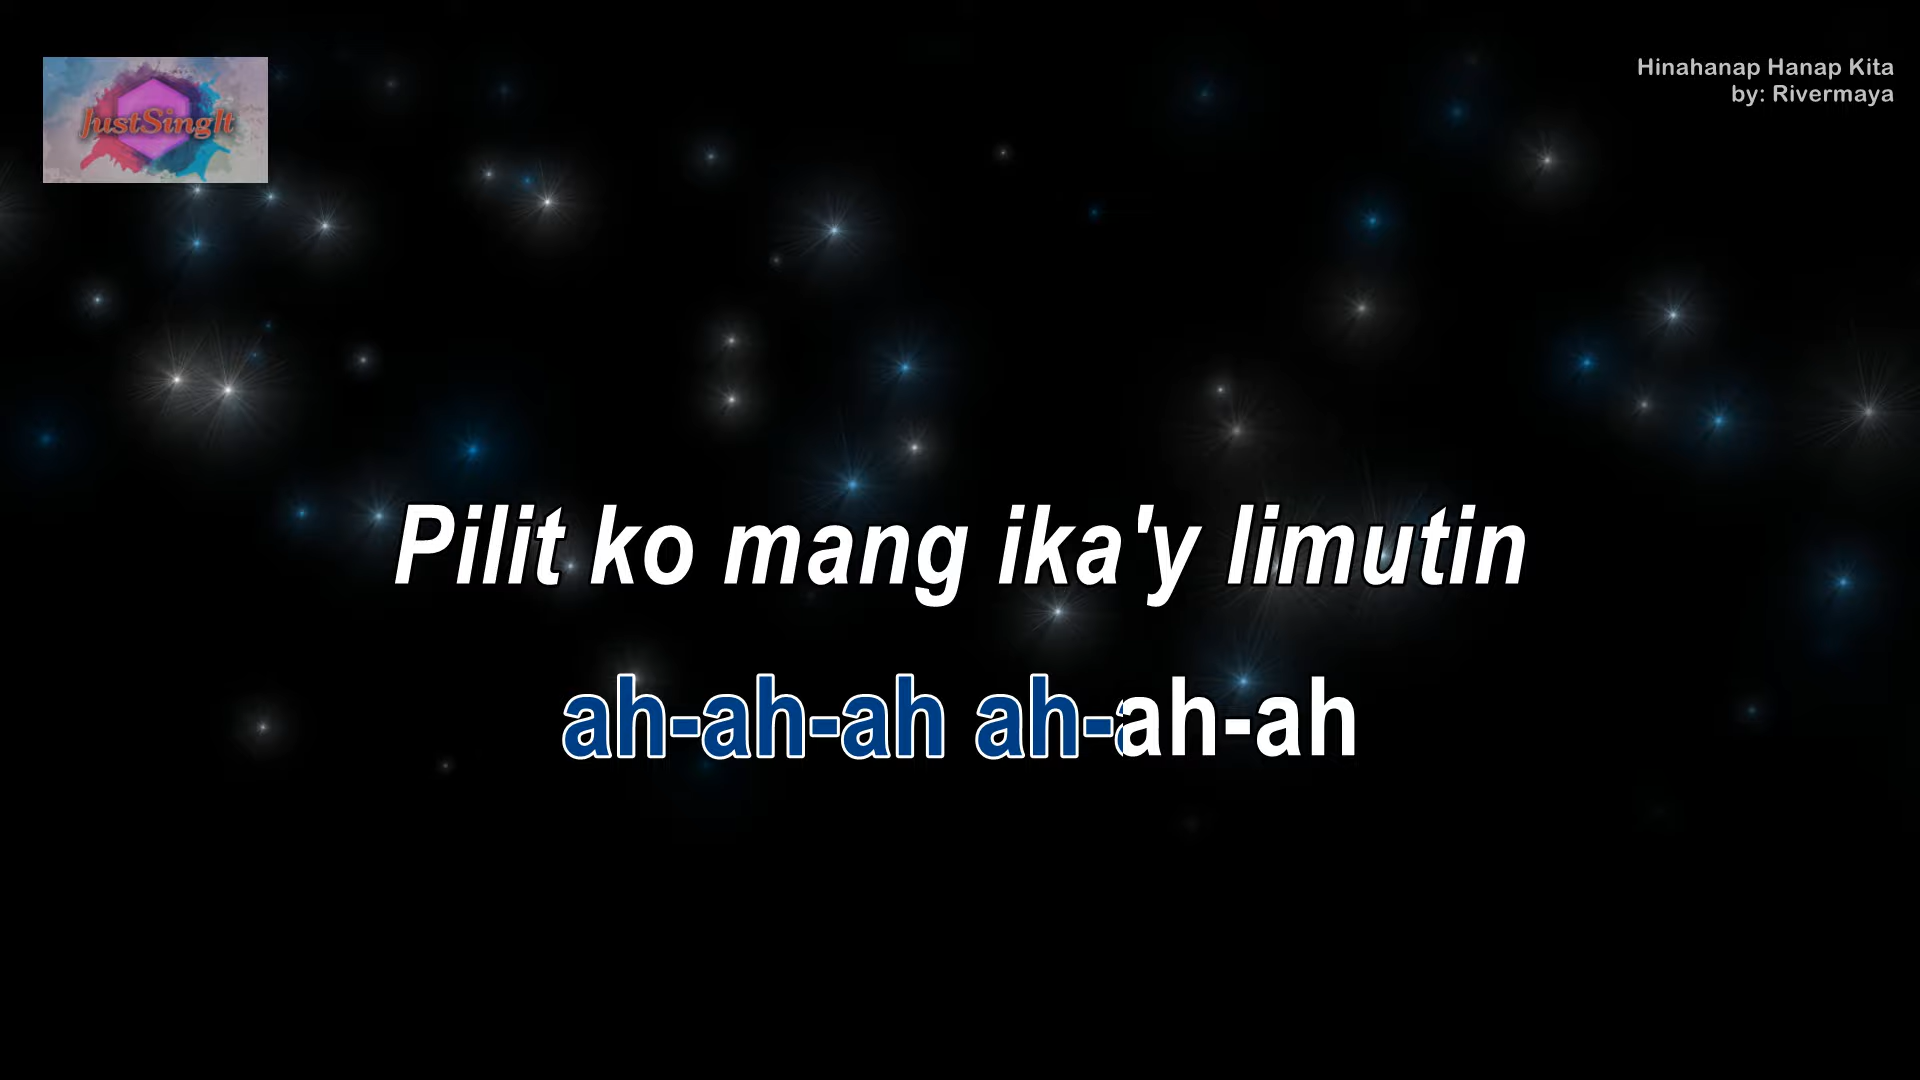 JustSingIt
Hinahanap Hanap Kita
by: Rivermaya
Pilit ko mang ika'y limutin
ah-ah-ah ah-ah-ah